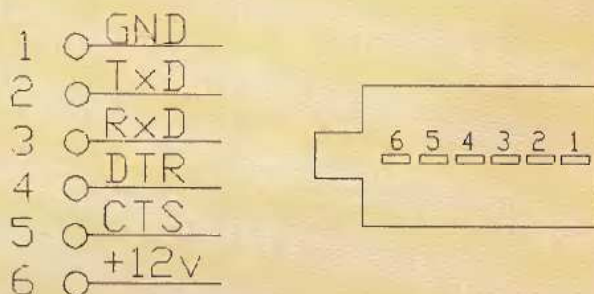 1 GND
2 TxD
3 RxD
4 DTR
5 CTS
6 +12v
6 5 4 3 2 1